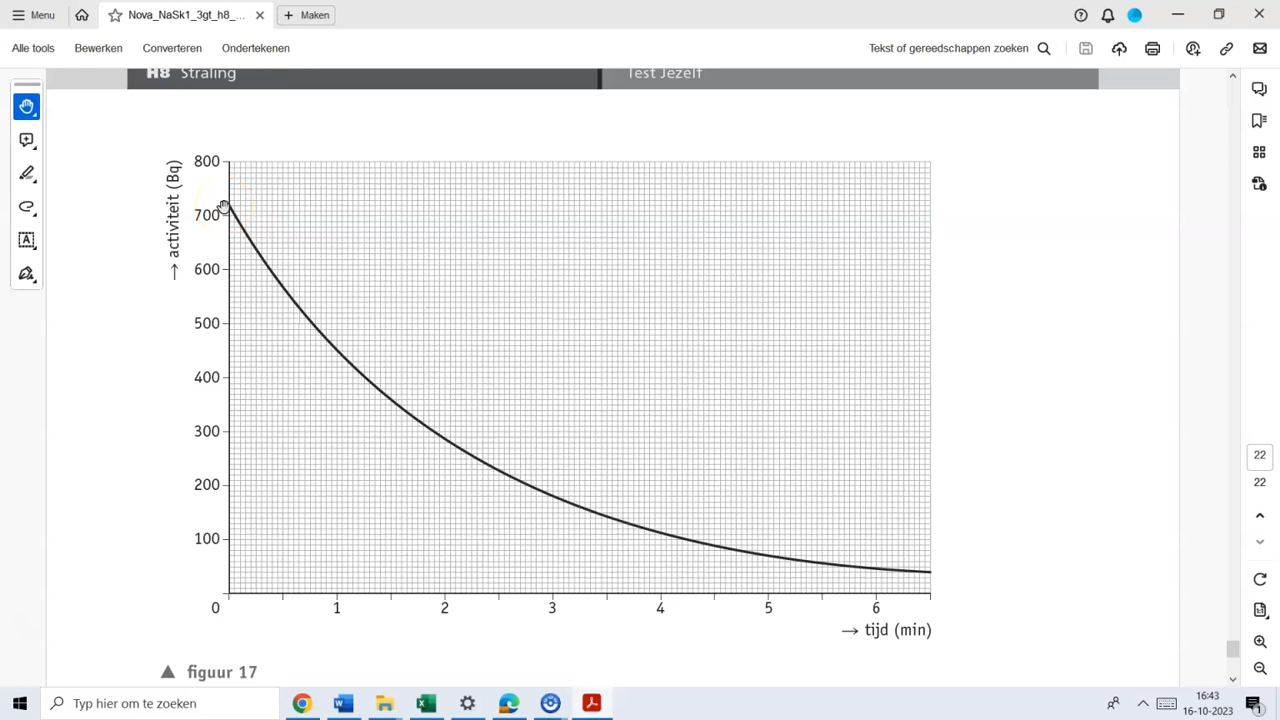 Menu
Nova_NaSk1_3gt_h8_...
Maken
Alle tools
Bewerken
Converteren
Ondertekenen
Tekst of gereedschappen zoeken
H8 Straling
Test Jezelf
800
700
600
500
400
300
200
100
→ activiteit (Bq)
0 1 2 3 4 5 6
→ tijd (min)
▲ figuur 17
22
22
Typ hier om te zoeken
16:43
16-10-2023
1